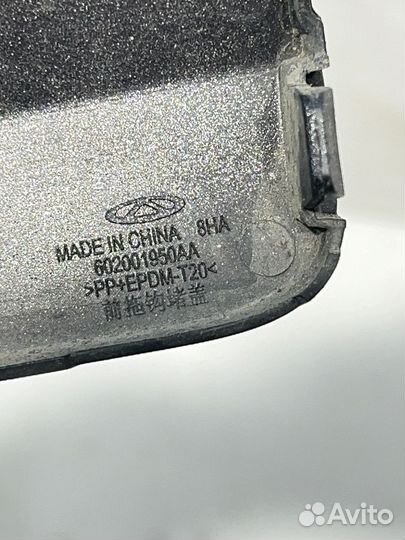 MADE IN CHINA 8HA
602001950AA
>PP+EPDM-T20<
前拖钩堵盖
Avito